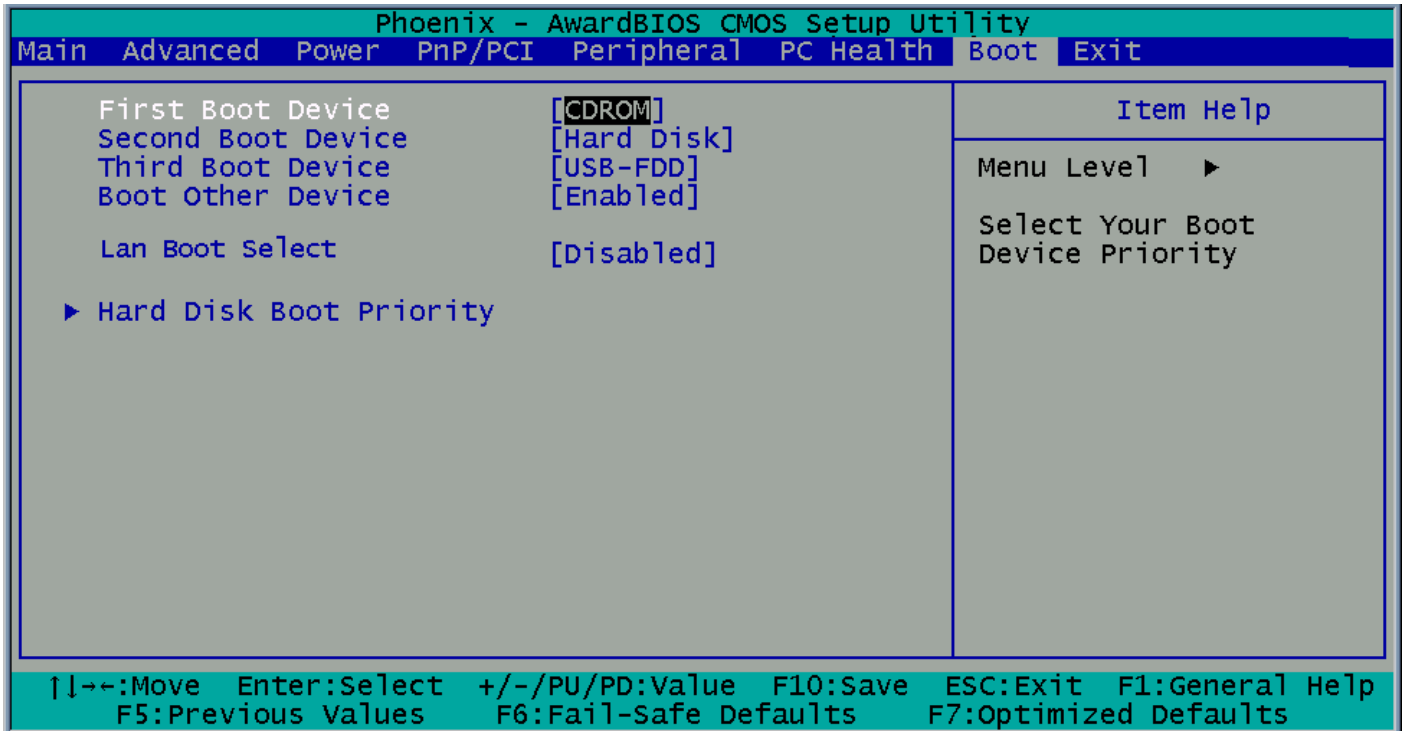 Phoenix - AwardBIOS CMOS Setup Utility
Main Advanced Power PnP/PCI Peripheral PC Health Boot Exit
First Boot Device [CDROM]
Second Boot Device [Hard Disk]
Third Boot Device [USB-FDD]
Boot Other Device [Enabled]
Lan Boot Select [Disabled]
▶ Hard Disk Boot Priority
Item Help
Menu Level ▶
Select Your Boot
Device Priority
↑↓→←:Move Enter:Select +/-/PU/PD:Value F10:Save ESC:Exit F1:General Help
F5:Previous Values F6:Fail-Safe Defaults F7:Optimized Defaults